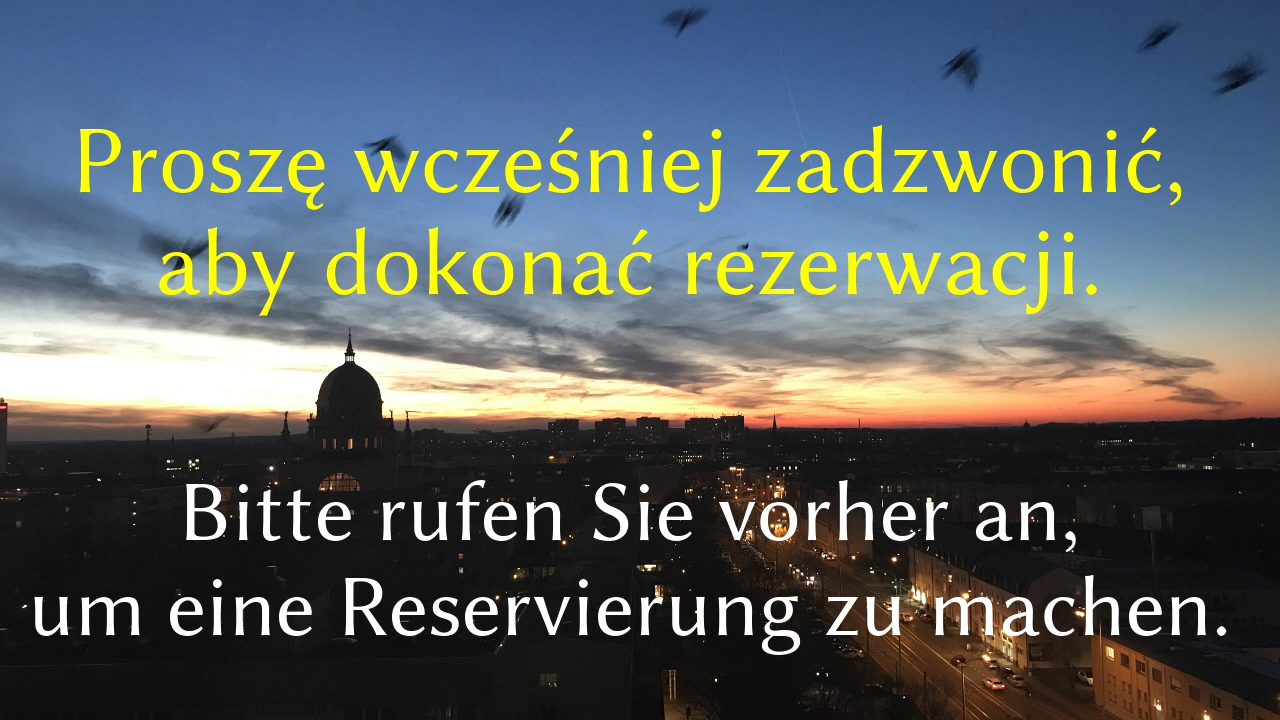 Proszę wcześniej zadzwonić,
aby dokonać rezerwacji.
Bitte rufen Sie vorher an,
um eine Reservierung zu machen.